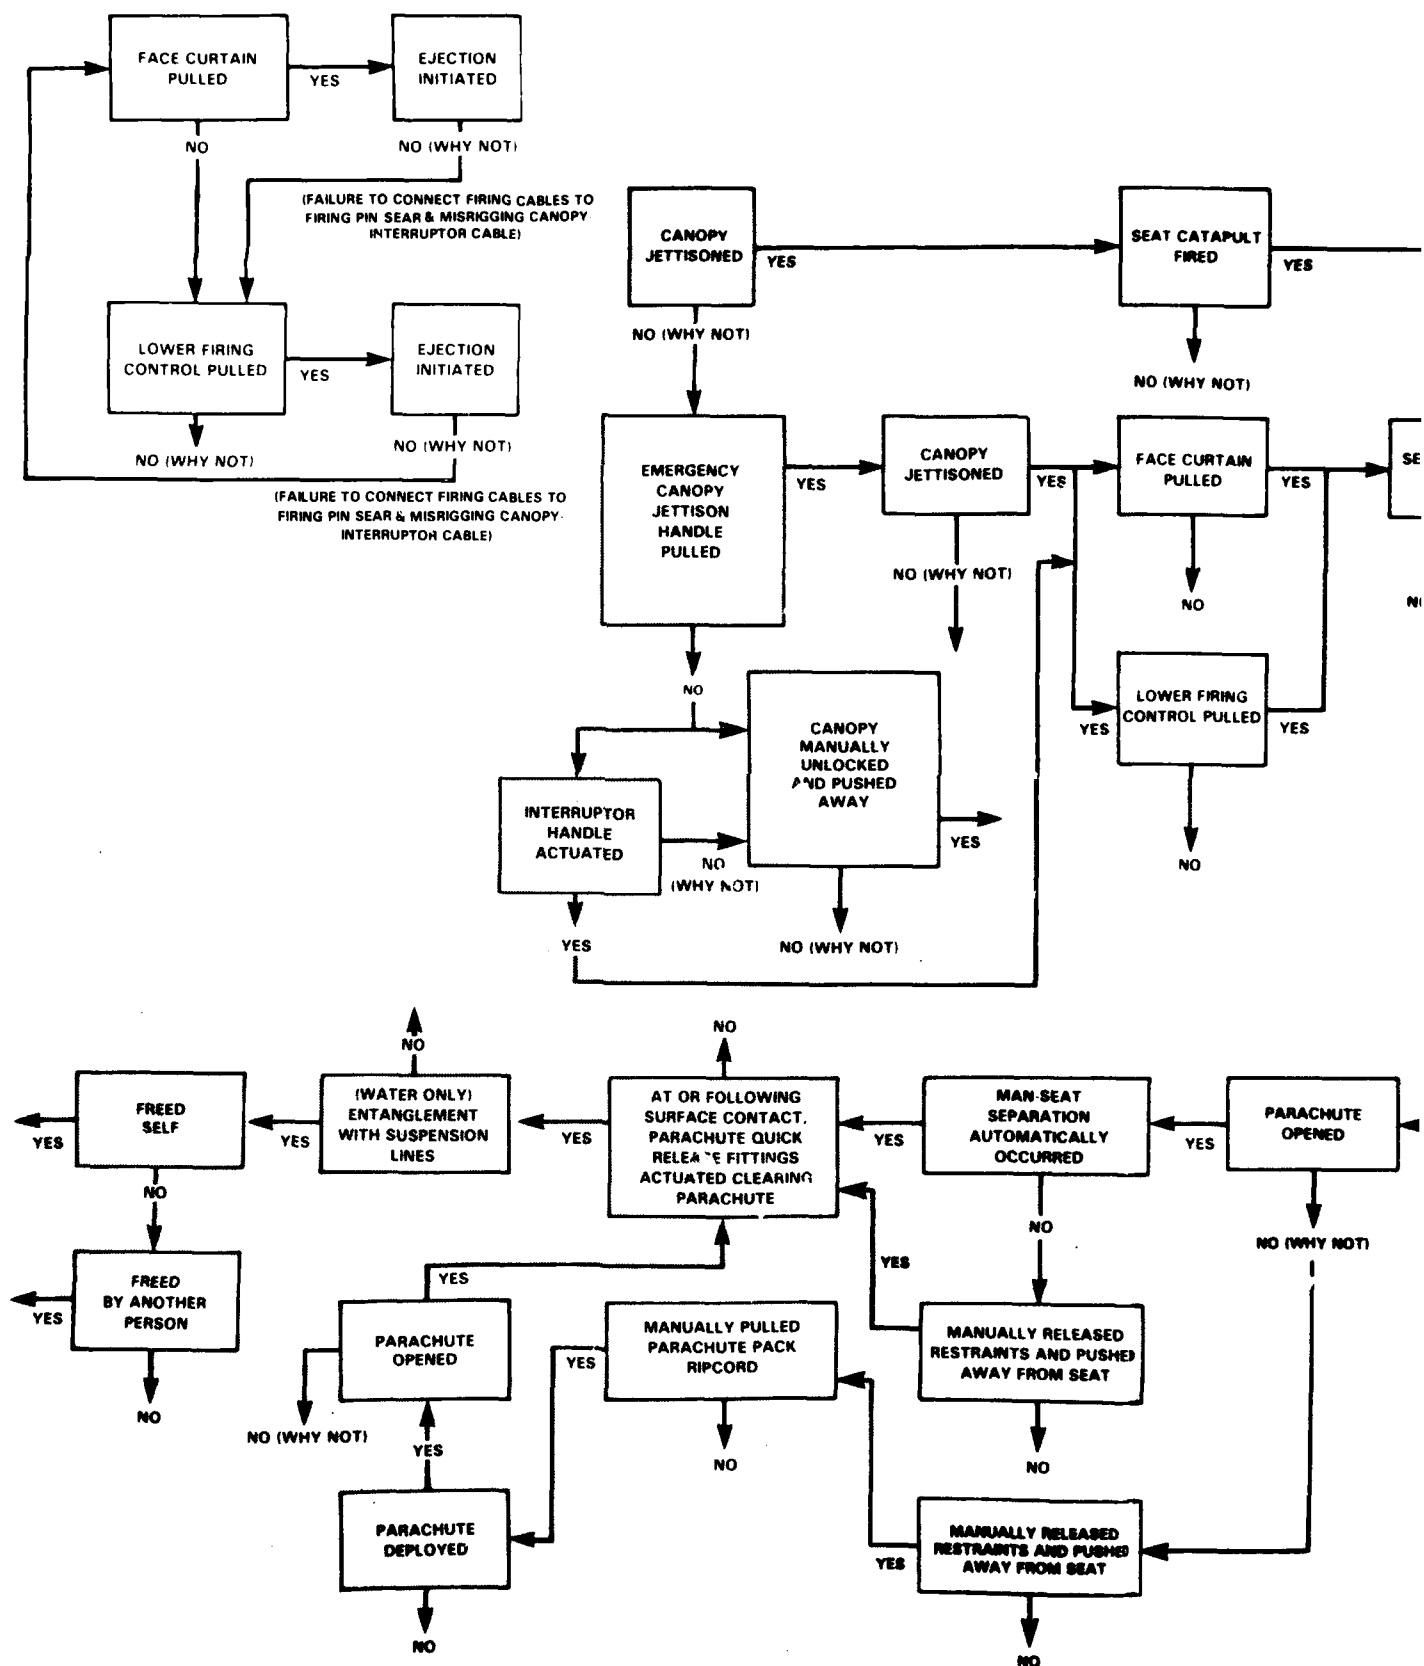 FACE CURTAIN
PULLED
YES
EJECTION
INITIATED
NO
NO (WHY NOT)
(FAILURE TO CONNECT FIRING CABLES TO
FIRING PIN SEAR & MISRIGGING CANOPY
INTERRUPTOR CABLE)
LOWER FIRING
CONTROL PULLED
YES
EJECTION
INITIATED
NO (WHY NOT)
NO (WHY NOT)
(FAILURE TO CONNECT FIRING CABLES TO
FIRING PIN SEAR & MISRIGGING CANOPY
INTERRUPTOR CABLE)
CANOPY
JETTISONED
YES
SEAT CATAPULT
FIRED
YES
NO (WHY NOT)
NO (WHY NOT)
EMERGENCY
CANOPY
JETTISON
HANDLE
PULLED
YES
CANOPY
JETTISONED
YES
FACE CURTAIN
PULLED
YES
SE
NO (WHY NOT)
NO
N
LOWER FIRING
CONTROL PULLED
YES
YES
NO
NO
CANOPY
MANUALLY
UNLOCKED
AND PUSHED
AWAY
YES
INTERRUPTOR
HANDLE
ACTUATED
NO
(WHY NOT)
YES
NO (WHY NOT)
NO
NO
FREED
SELF
YES
YES
(WATER ONLY)
ENTANGLEMENT
WITH SUSPENSION
LINES
YES
AT OR FOLLOWING
SURFACE CONTACT,
PARACHUTE QUICK
RELEASE FITTINGS
ACTUATED CLEARING
PARACHUTE
YES
MAN-SEAT
SEPARATION
AUTOMATICALLY
OCCURRED
YES
PARACHUTE
OPENED
NO
NO
NO (WHY NOT)
FREED
BY ANOTHER
PERSON
YES
NO
YES
PARACHUTE
OPENED
NO (WHY NOT)
YES
MANUALLY PULLED
PARACHUTE PACK
RIPCORD
YES
NO
YES
MANUALLY RELEASED
RESTRAINTS AND PUSHED
AWAY FROM SEAT
NO
PARACHUTE
DEPLOYED
NO
YES
MANUALLY RELEASED
RESTRAINTS AND PUSHED
AWAY FROM SEAT
NO